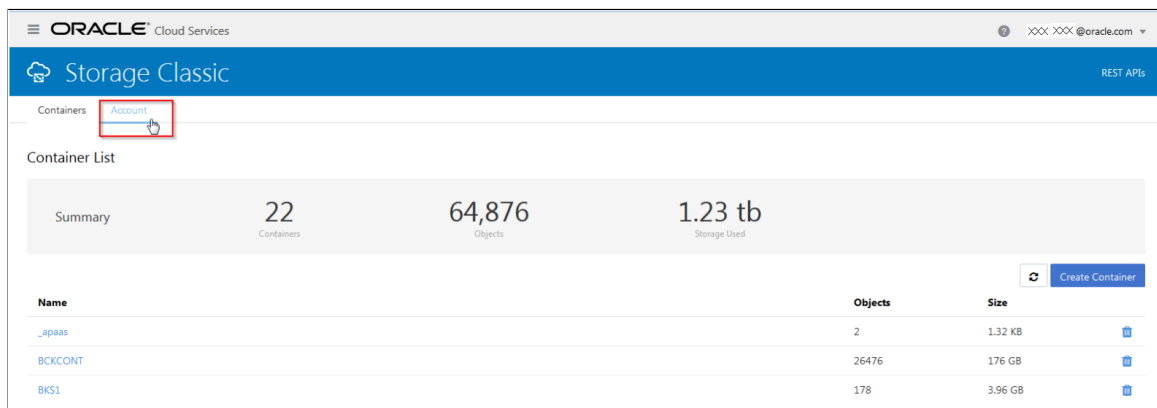 ORACLE® Cloud Services
XXX XXX @oracle.com
Storage Classic
REST APIs
Containers Account
Container List
Summary
22
Containers
64,876
Objects
1.23 tb
Storage Used
Create Container
Name Objects Size
_apaas 2 1.32 KB
BCKCONT 26476 176 GB
BKS1 178 3.96 GB